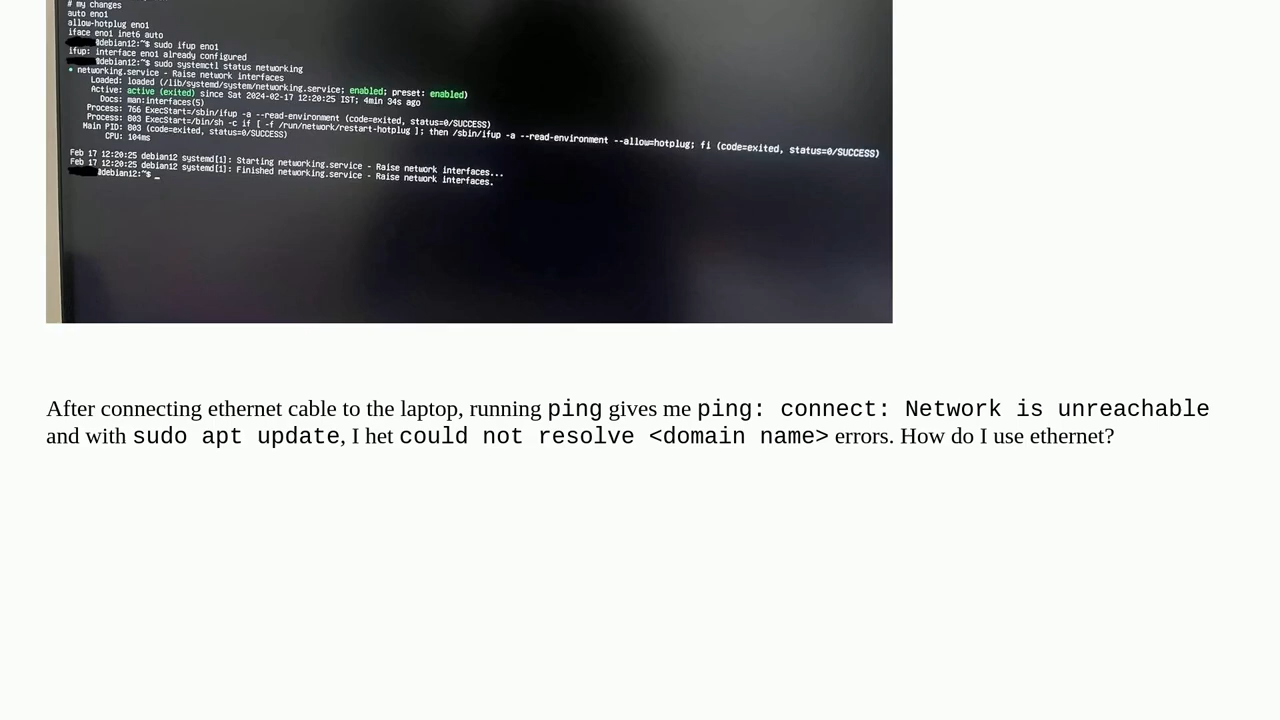 # my changes
auto eno1
allow-hotplug eno1
iface eno1 inet6 auto
@debian12:~$ sudo ifup eno1
ifup: interface eno1 already configured
@debian12:~$ sudo systemctl status networking
● networking.service - Raise network interfaces
Loaded: loaded (/lib/systemd/system/networking.service; enabled; preset: enabled)
Active: active (exited) since Sat 2024-02-17 12:20:25 IST; 4min 34s ago
Docs: man:interfaces(5)
Process: 766 ExecStart=/sbin/ifup -a --read-environment (code=exited, status=0/SUCCESS)
Process: 803 ExecStart=/bin/sh -c if [ -f /run/network/restart-hotplug ]; then /sbin/ifup -a --read-environment --allow=hotplug; fi (code=exited, status=0/SUCCESS)
Main PID: 803 (code=exited, status=0/SUCCESS)
CPU: 104ms
Feb 17 12:20:25 debian12 systemd[1]: Starting networking.service - Raise network interfaces...
Feb 17 12:20:25 debian12 systemd[1]: Finished networking.service - Raise network interfaces.
@debian12:~$ _
After connecting ethernet cable to the laptop, running ping gives me ping: connect: Network is unreachable
and with sudo apt update, I het could not resolve <domain name> errors. How do I use ethernet?